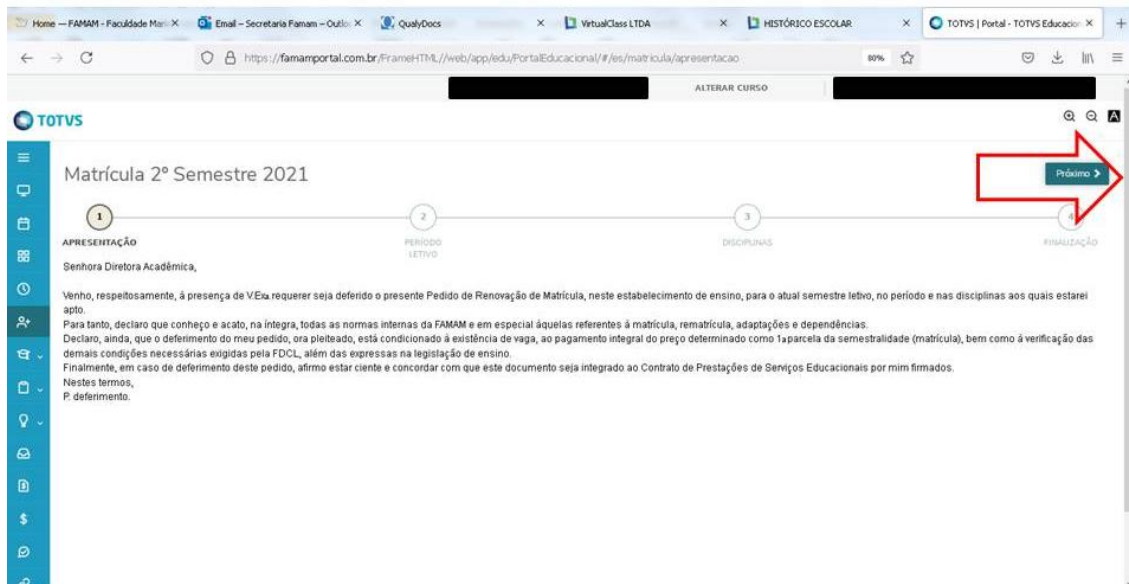 Home — FAMAM - Faculdade Mari
Email – Secretaria Famam – Outlo
QualyDocs
VirtualClass LTDA
HISTÓRICO ESCOLAR
TOTVS | Portal - TOTVS Educacion
https://famamportal.com.br/FrameHTML//web/app/edu/PortalEducacional/#/es/matricula/apresentacao
80%
ALTERAR CURSO
TOTVS
A
Matrícula 2º Semestre 2021
Próximo
1
2
3
4
APRESENTAÇÃO
PERÍODO
LETIVO
DISCIPLINAS
FINALIZAÇÃO
Senhora Diretora Acadêmica,
Venho, respeitosamente, à presença de V.Exa requerer seja deferido o presente Pedido de Renovação de Matrícula, neste estabelecimento de ensino, para o atual semestre letivo, no período e nas disciplinas aos quais estarei
apto.
Para tanto, declaro que conheço e acato, na íntegra, todas as normas internas da FAMAM e em especial àquelas referentes à matrícula, rematrícula, adaptações e dependências.
Declaro, ainda, que o deferimento do meu pedido, ora pleiteado, está condicionado à existência de vaga, ao pagamento integral do preço determinado como 1ª parcela da semestralidade (matrícula), bem como à verificação das
demais condições necessárias exigidas pela FDCL, além das expressas na legislação de ensino.
Finalmente, em caso de deferimento deste pedido, afirmo estar ciente e concordar com que este documento seja integrado ao Contrato de Prestações de Serviços Educacionais por mim firmados.
Nestes termos,
P. deferimento.